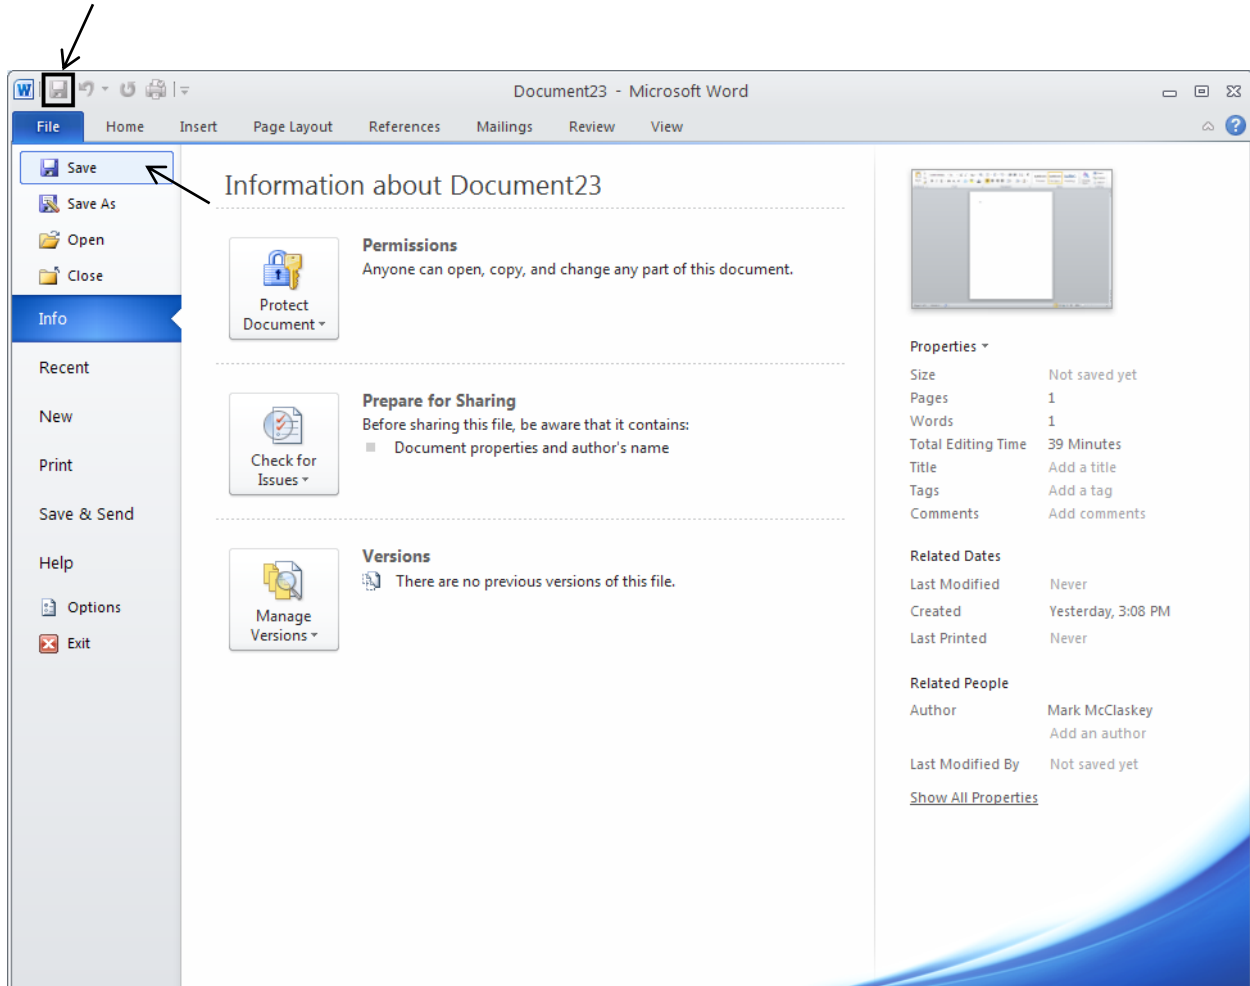 W
Document23 - Microsoft Word
File Home Insert Page Layout References Mailings Review View
?
Save
Save As
Open
Close
Info
Recent
New
Print
Save & Send
Help
Options
Exit
Information about Document23
Protect
Document
Permissions
Anyone can open, copy, and change any part of this document.
Check for
Issues
Prepare for Sharing
Before sharing this file, be aware that it contains:
Document properties and author's name
Manage
Versions
Versions
There are no previous versions of this file.
Properties
Size Not saved yet
Pages 1
Words 1
Total Editing Time 39 Minutes
Title Add a title
Tags Add a tag
Comments Add comments
Related Dates
Last Modified Never
Created Yesterday, 3:08 PM
Last Printed Never
Related People
Author Mark McClaskey
Add an author
Last Modified By Not saved yet
Show All Properties